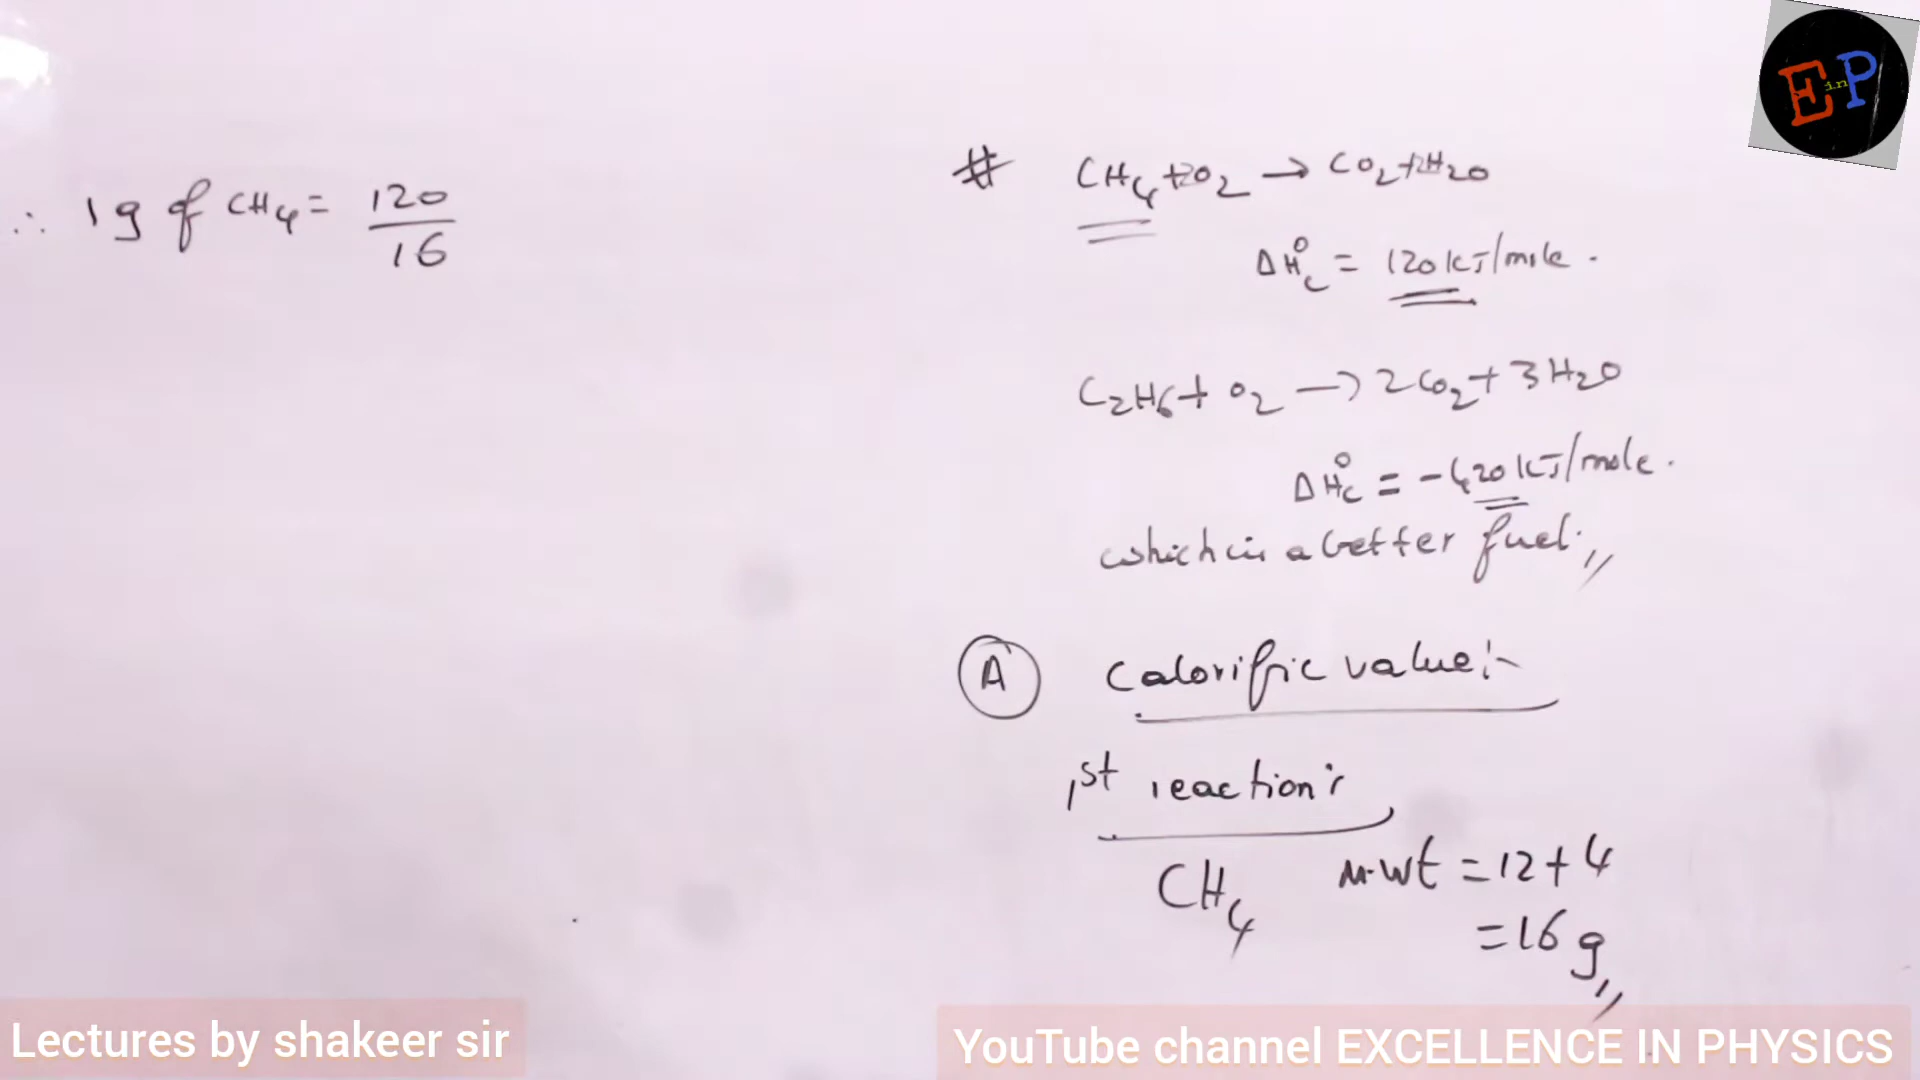 E in P
∴ 1 g of CH4 = 120/16
# CH4 + 2O2 → CO2 + 2H2O
ΔH°c = 120 kJ/mole.
C2H6 + O2 → 2CO2 + 3H2O
ΔH°c = -420 kJ/mole.
which is a better fuel.,,
A Calorific value:-
1st reaction:
CH4 M.wt = 12+4
=16 g,,
Lectures by shakeer sir
YouTube channel EXCELLENCE IN PHYSICS